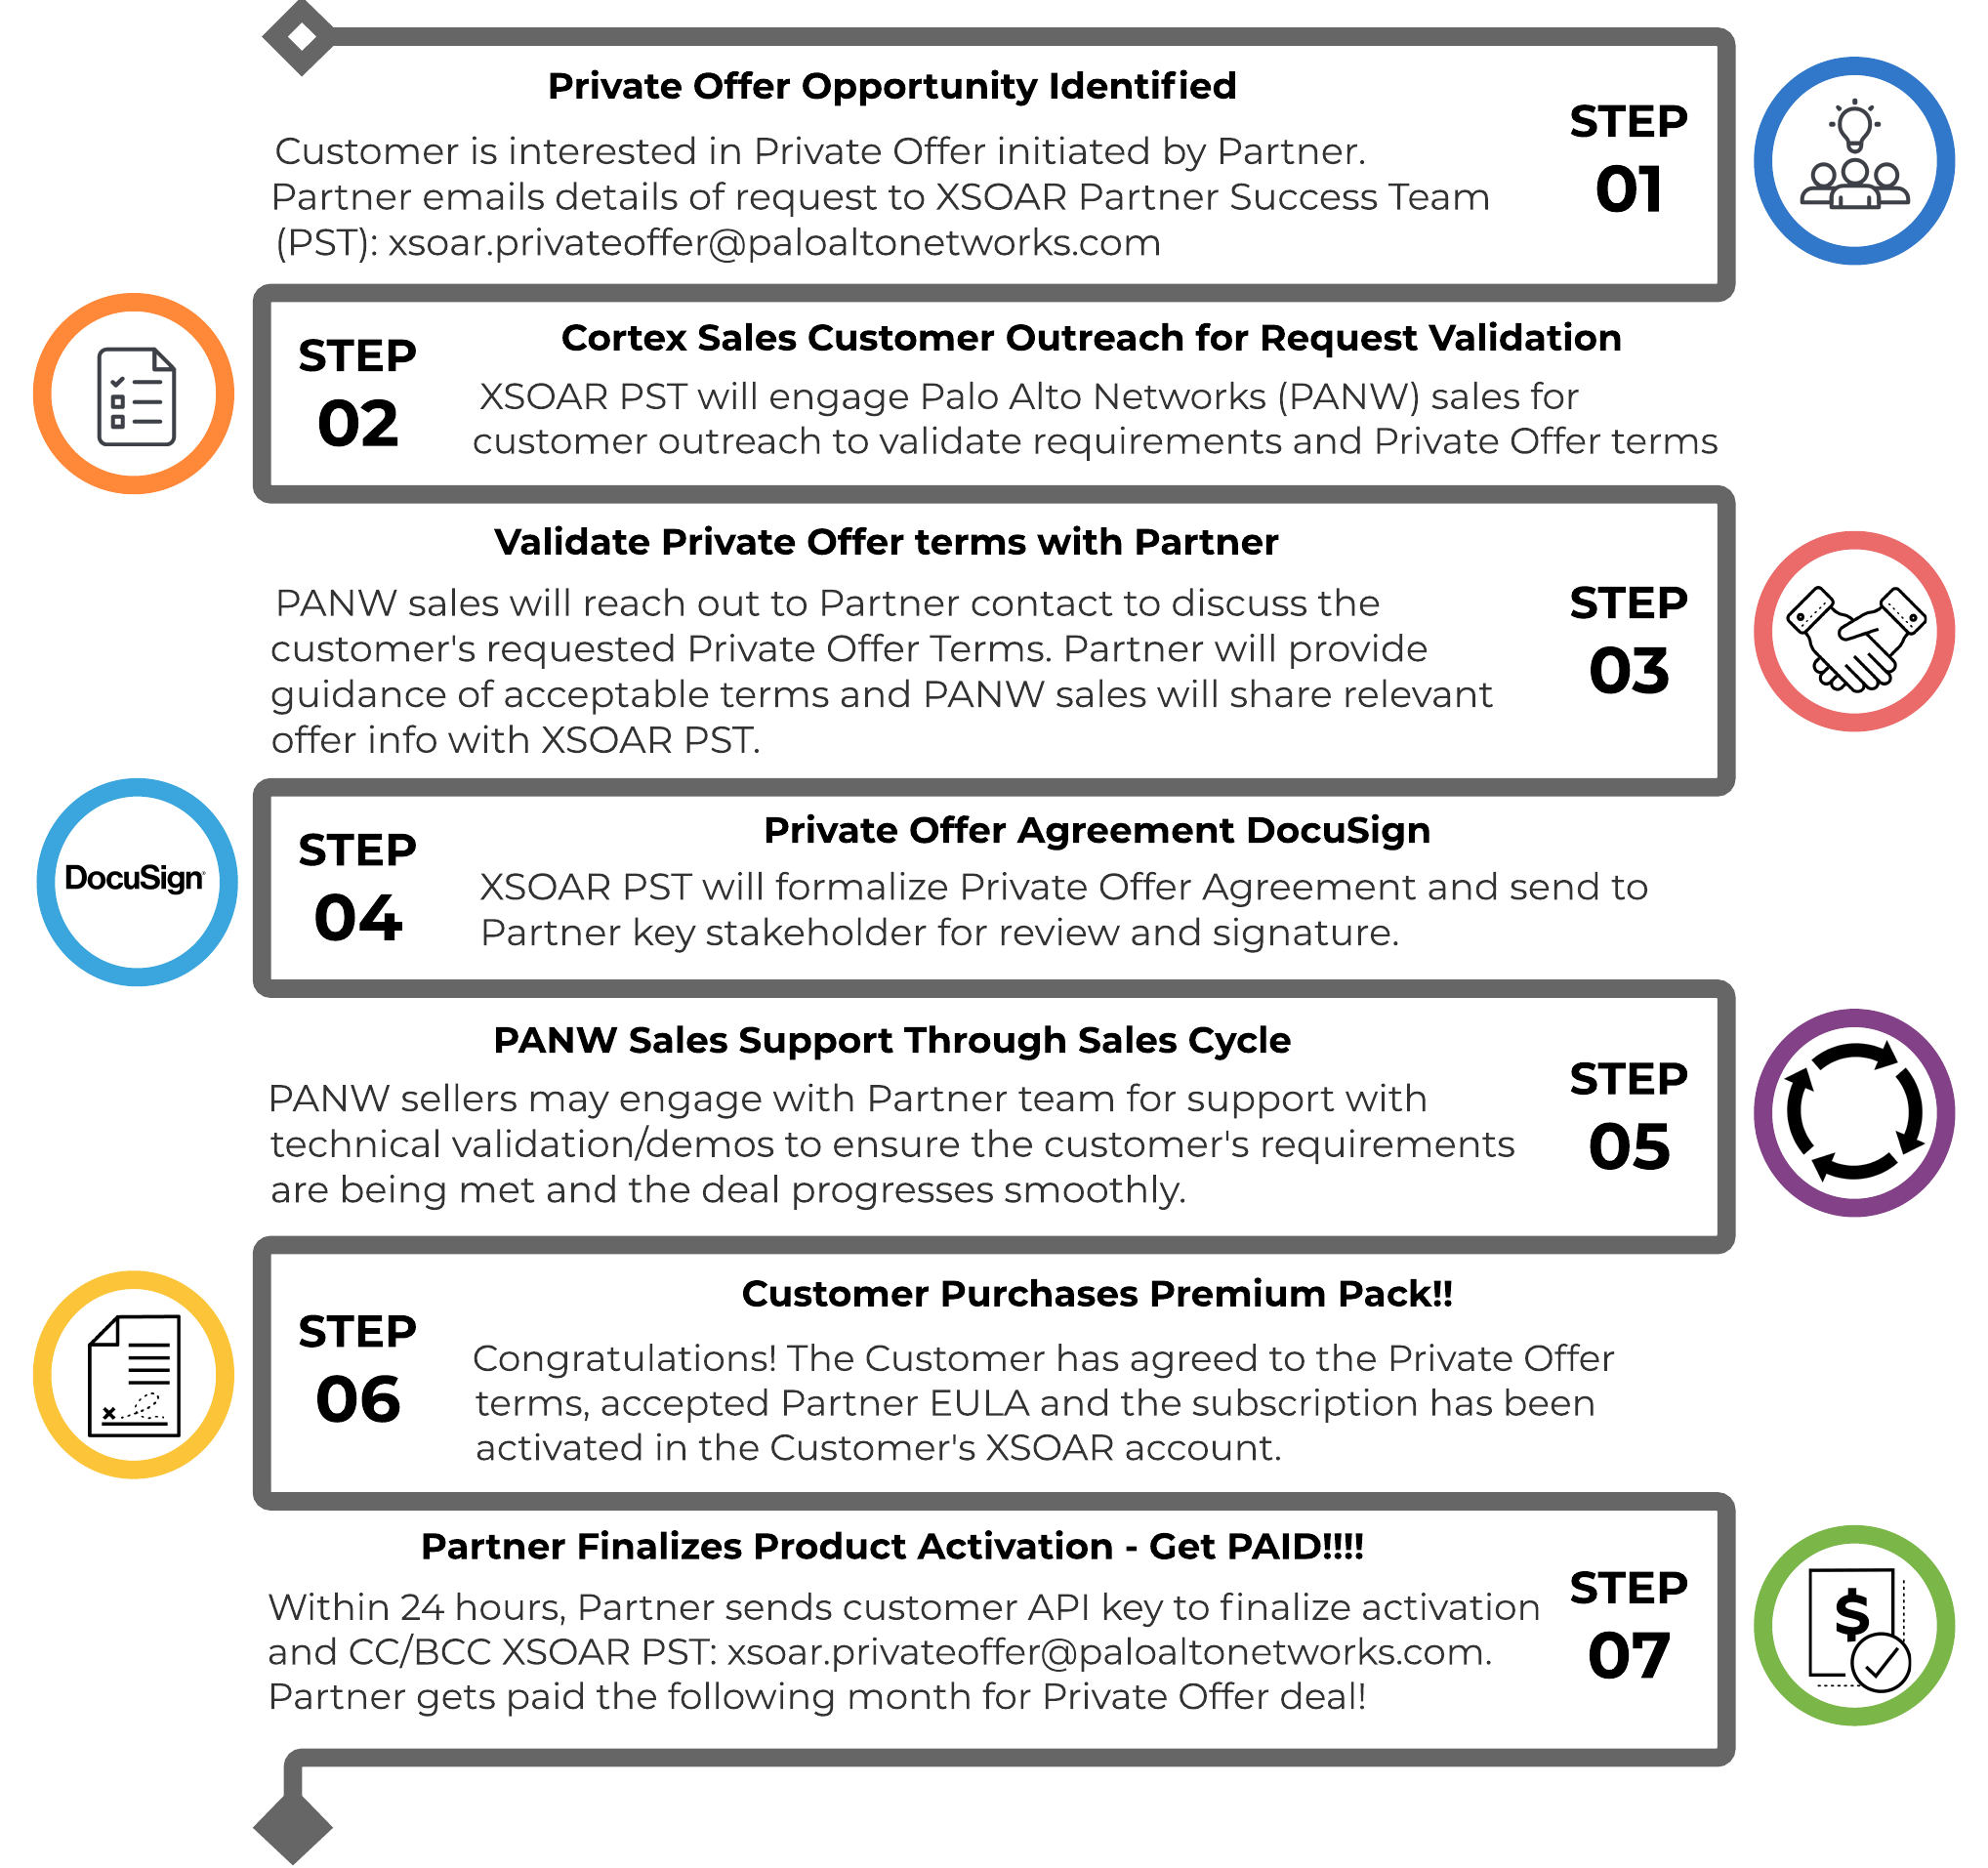 Private Offer Opportunity Identified
Customer is interested in Private Offer initiated by Partner.
Partner emails details of request to XSOAR Partner Success Team
(PST): xsoar.privateoffer@paloaltonetworks.com
STEP
01
STEP
02
Cortex Sales Customer Outreach for Request Validation
XSOAR PST will engage Palo Alto Networks (PANW) sales for
customer outreach to validate requirements and Private Offer terms
Validate Private Offer terms with Partner
PANW sales will reach out to Partner contact to discuss the
customer's requested Private Offer Terms. Partner will provide
guidance of acceptable terms and PANW sales will share relevant
offer info with XSOAR PST.
STEP
03
DocuSign
STEP
04
Private Offer Agreement DocuSign
XSOAR PST will formalize Private Offer Agreement and send to
Partner key stakeholder for review and signature.
PANW Sales Support Through Sales Cycle
PANW sellers may engage with Partner team for support with
technical validation/demos to ensure the customer's requirements
are being met and the deal progresses smoothly.
STEP
05
STEP
06
Customer Purchases Premium Pack!!
Congratulations! The Customer has agreed to the Private Offer
terms, accepted Partner EULA and the subscription has been
activated in the Customer's XSOAR account.
Partner Finalizes Product Activation - Get PAID!!!!
Within 24 hours, Partner sends customer API key to finalize activation
and CC/BCC XSOAR PST: xsoar.privateoffer@paloaltonetworks.com.
Partner gets paid the following month for Private Offer deal!
STEP
07
$